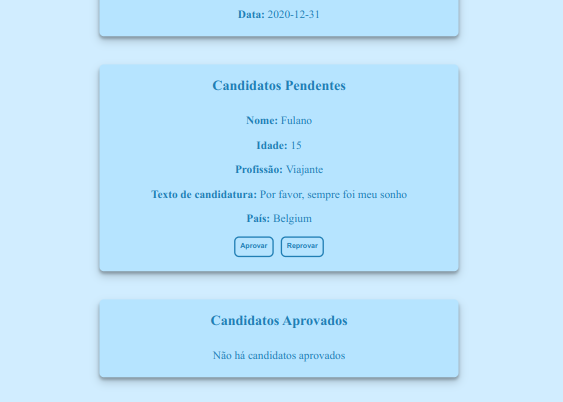 Data: 2020-12-31
Candidatos Pendentes
Nome: Fulano
Idade: 15
Profissão: Viajante
Texto de candidatura: Por favor, sempre foi meu sonho
País: Belgium
Aprovar Reprovar
Candidatos Aprovados
Não há candidatos aprovados